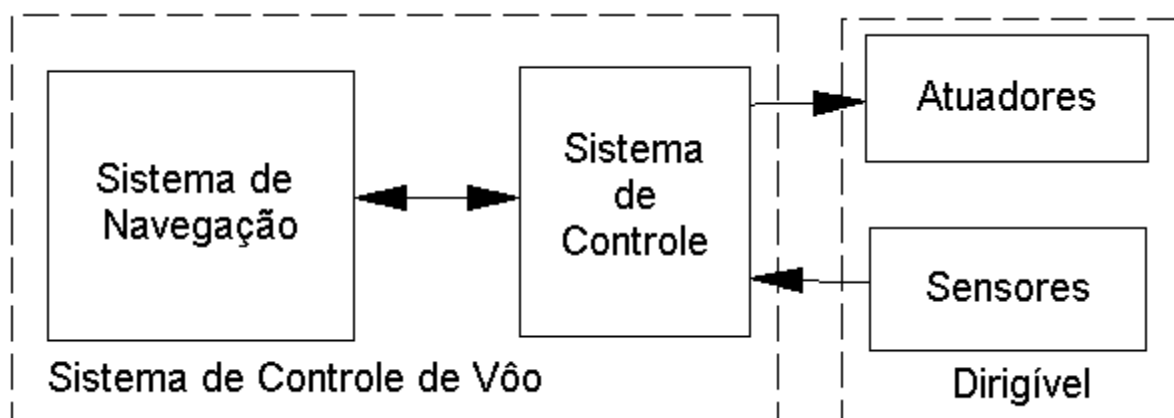 Sistema de
Navegação
Sistema
de
Controle
Atuadores
Sensores
Sistema de Controle de Vôo
Dirigível